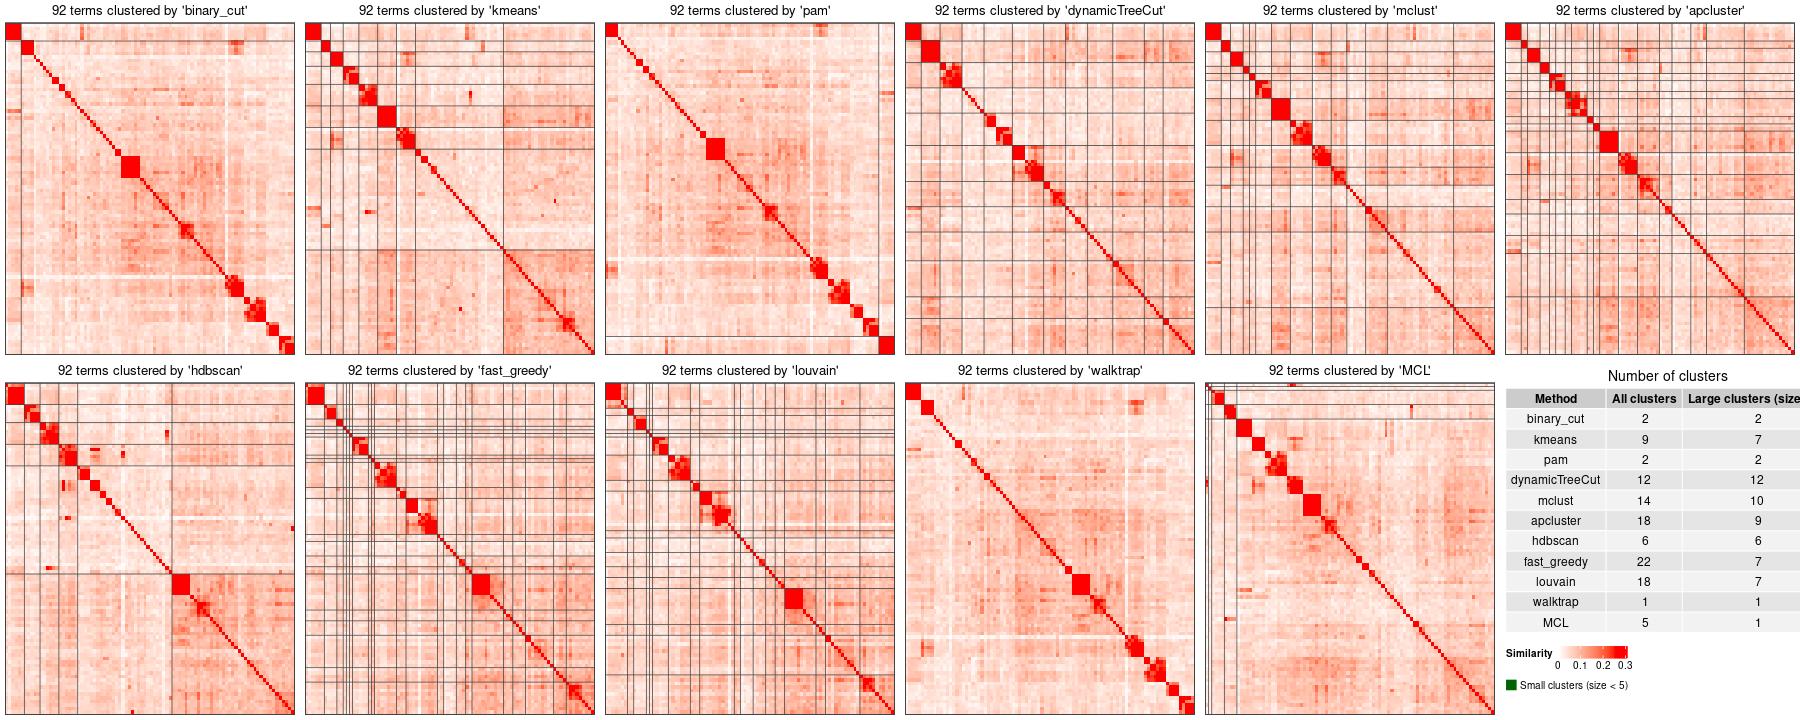 92 terms clustered by 'binary_cut'
92 terms clustered by 'kmeans'
92 terms clustered by 'pam'
92 terms clustered by 'dynamicTreeCut'
92 terms clustered by 'mclust'
92 terms clustered by 'apcluster'
92 terms clustered by 'hdbscan'
92 terms clustered by 'fast_greedy'
92 terms clustered by 'louvain'
92 terms clustered by 'walktrap'
92 terms clustered by 'MCL'
Number of clusters
Method All clusters Large clusters (size
binary_cut 2 2
kmeans 9 7
pam 2 2
dynamicTreeCut 12 12
mclust 14 10
apcluster 18 9
hdbscan 6 6
fast_greedy 22 7
louvain 18 7
walktrap 1 1
MCL 5 1
Similarity
0 0.1 0.2 0.3
Small clusters (size < 5)